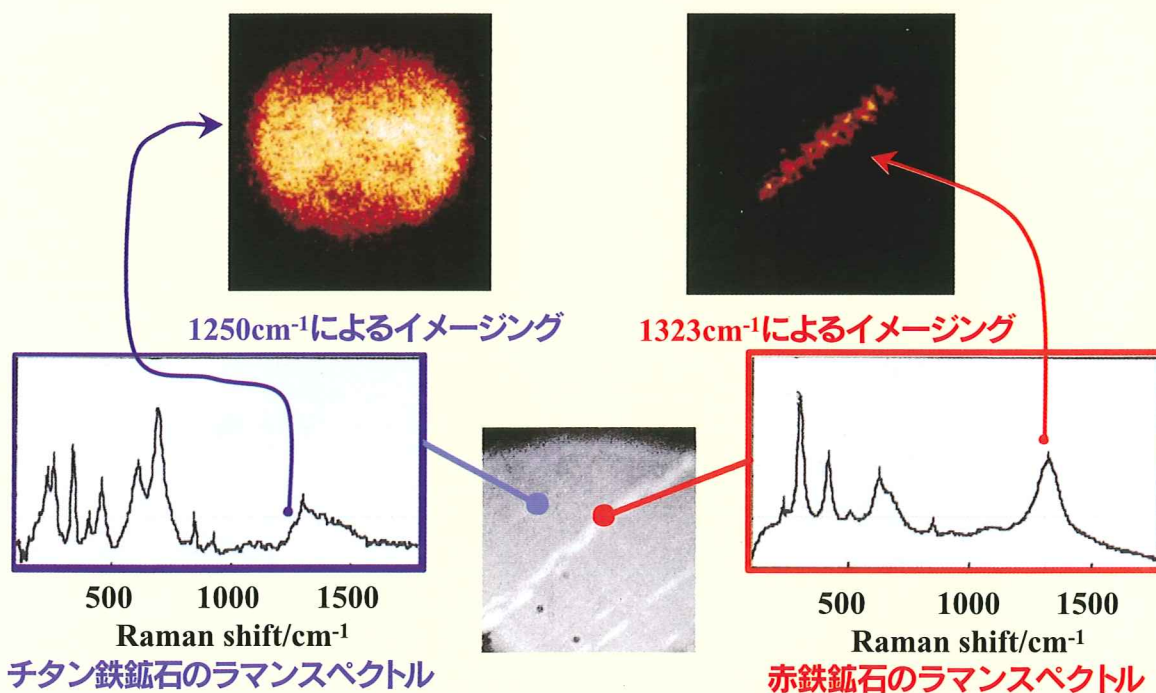 1250cm⁻¹によるイメージング
1323cm⁻¹によるイメージング
500 1000 1500
Raman shift/cm⁻¹
チタン鉄鉱石のラマンスペクトル
500 1000 1500
Raman shift/cm⁻¹
赤鉄鉱石のラマンスペクトル